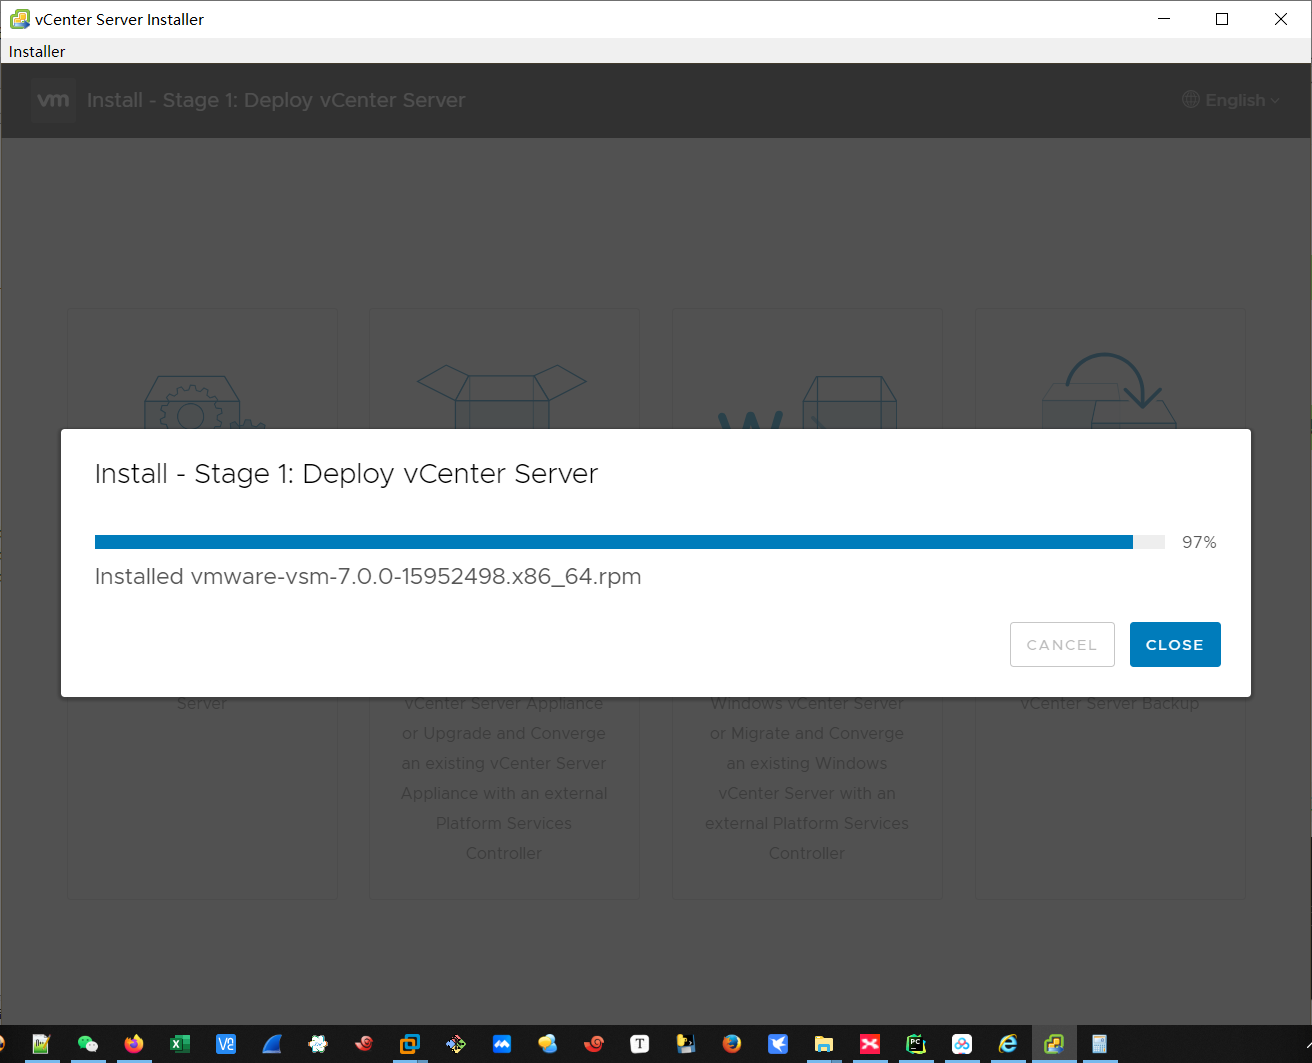 vCenter Server Installer
Installer
vm Install - Stage 1: Deploy vCenter Server
English
Install - Stage 1: Deploy vCenter Server
97%
Installed vmware-vsm-7.0.0-15952498.x86_64.rpm
CANCEL
CLOSE
Server
vCenter Server Appliance
or Upgrade and Converge
an existing vCenter Server
Appliance with an external
Platform Services
Controller
Windows vCenter Server
or Migrate and Converge
an existing Windows
vCenter Server with an
external Platform Services
Controller
vCenter Server Backup